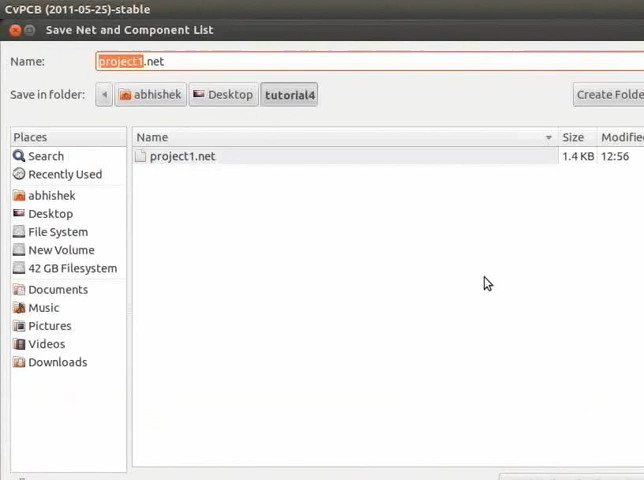 CvPCB (2011-05-25)-stable
Save Net and Component List
Name: project1.net
Save in folder: abhishek Desktop tutorial4 Create Folde
Places Name Size Modifie
Search project1.net 1.4 KB 12:56
Recently Used
abhishek
Desktop
File System
New Volume
42 GB Filesystem
Documents
Music
Pictures
Videos
Downloads